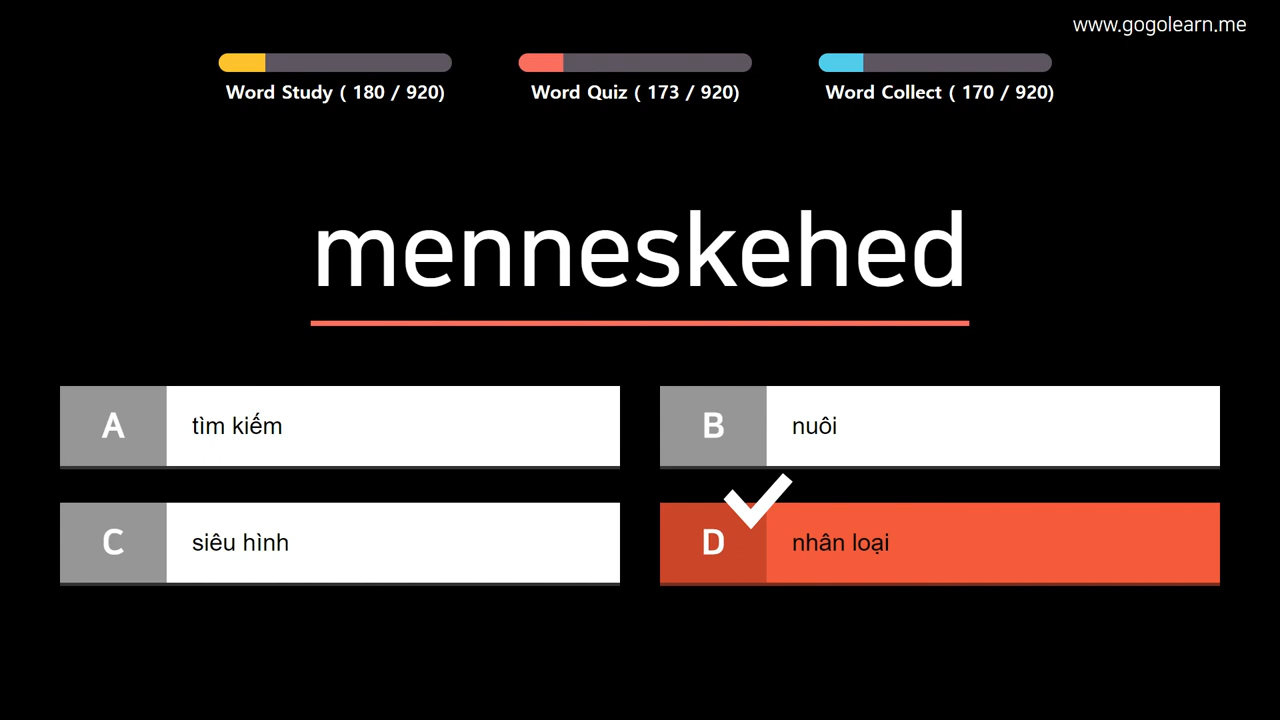 www.gogolearn.me
Word Study ( 180 / 920)
Word Quiz ( 173 / 920)
Word Collect ( 170 / 920)
menneskehed
A tìm kiếm
B nuôi
C siêu hình
D nhân loại